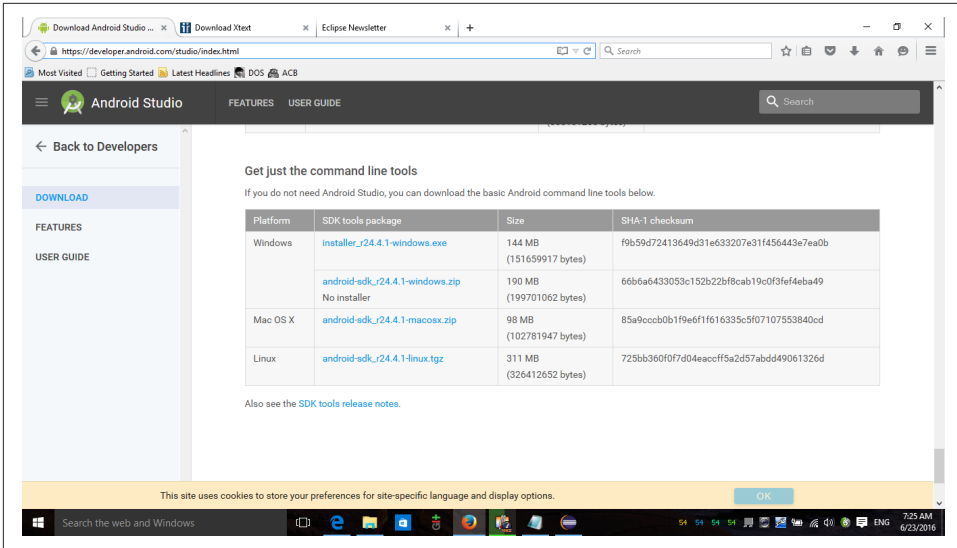 Download Android Studio ... × Download Xtext × Eclipse Newsletter × +
https://developer.android.com/studio/index.html Search
Most Visited Getting Started Latest Headlines DOS ACB
Android Studio FEATURES USER GUIDE Search
← Back to Developers
DOWNLOAD
FEATURES
USER GUIDE
Get just the command line tools
If you do not need Android Studio, you can download the basic Android command line tools below.
Platform SDK tools package Size SHA-1 checksum
Windows installer_r24.4.1-windows.exe 144 MB f9b59d72413649d31e633207e31f456443e7ea0b
(151659917 bytes)
android-sdk_r24.4.1-windows.zip 190 MB 66b6a6433053c152b22bf8cab19c0f3fef4eba49
No installer (199701062 bytes)
Mac OS X android-sdk_r24.4.1-macosx.zip 98 MB 85a9cccb0b1f9e6f1f616335c5f07107553840cd
(102781947 bytes)
Linux android-sdk_r24.4.1-linux.tgz 311 MB 725bb360f0f7d04eaccff5a2d57abdd49061326d
(326412652 bytes)
Also see the SDK tools release notes.
This site uses cookies to store your preferences for site-specific language and display options. OK
Search the web and Windows 54 54 54 54 ENG 7:25 AM
6/23/2016